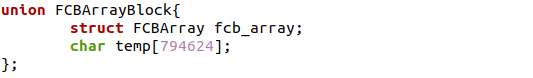 union FCBArrayBlock{
        struct FCBArray fcb_array;
        char temp[794624];
};